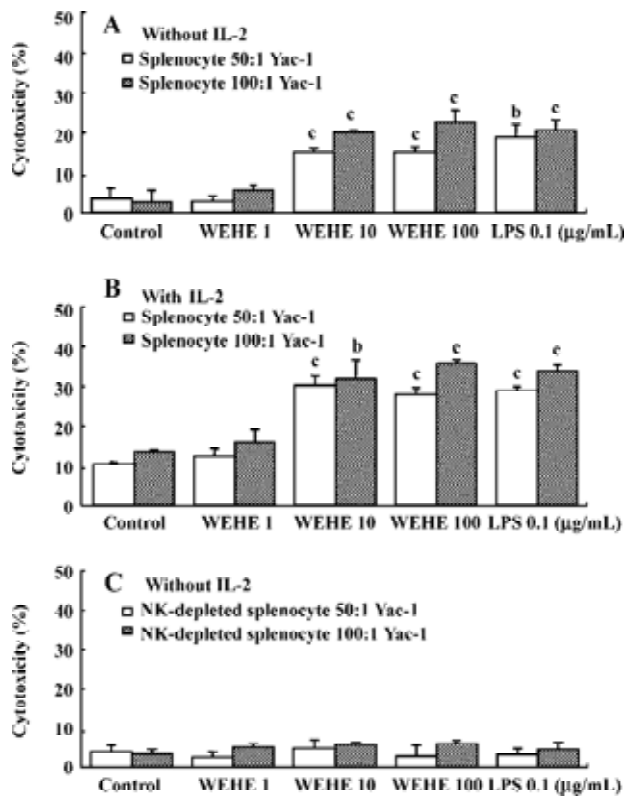 A
Without IL-2
Splenocyte 50:1 Yac-1
Splenocyte 100:1 Yac-1
Cytotoxicity (%)
50
40
30
20
10
0
c c c c b c
Control WEHE 1 WEHE 10 WEHE 100 LPS 0.1 (μg/mL)
B
With IL-2
Splenocyte 50:1 Yac-1
Splenocyte 100:1 Yac-1
Cytotoxicity (%)
50
40
30
20
10
0
c b c c c c
Control WEHE 1 WEHE 10 WEHE 100 LPS 0.1 (μg/mL)
C
Without IL-2
NK-depleted splenocyte 50:1 Yac-1
NK-depleted splenocyte 100:1 Yac-1
Cytotoxicity (%)
50
40
30
20
10
0
Control WEHE 1 WEHE 10 WEHE 100 LPS 0.1 (μg/mL)